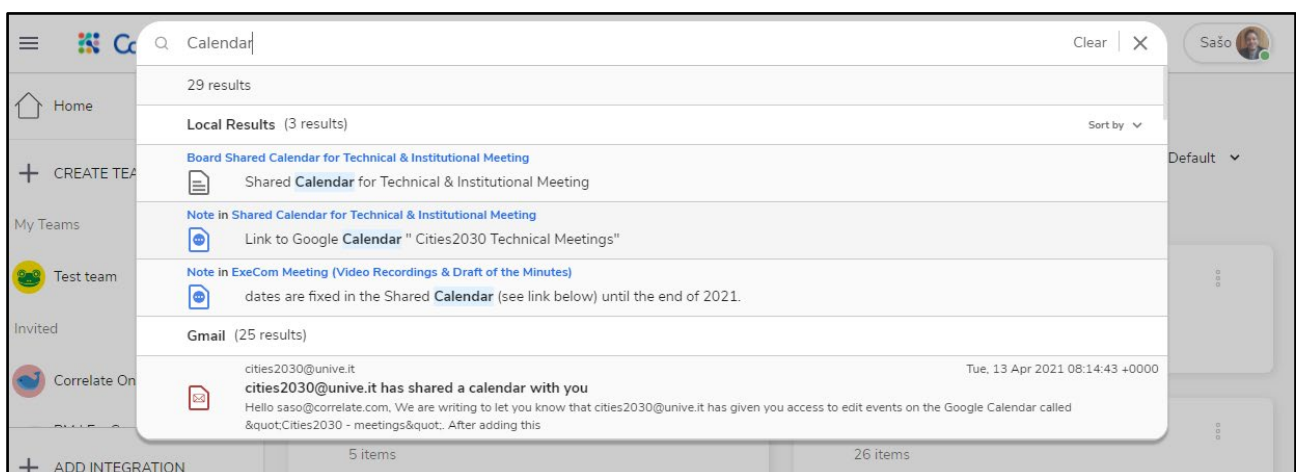 Co
Calendar
Clear
Sašo
29 results
Home
Local Results (3 results)
Sort by
Board Shared Calendar for Technical & Institutional Meeting
Default
CREATE TEA
Shared Calendar for Technical & Institutional Meeting
Note in Shared Calendar for Technical & Institutional Meeting
My Teams
Link to Google Calendar " Cities2030 Technical Meetings"
Note in ExeCom Meeting (Video Recordings & Draft of the Minutes)
Test team
dates are fixed in the Shared Calendar (see link below) until the end of 2021.
Invited
Gmail (25 results)
cities2030@unive.it
Tue, 13 Apr 2021 08:14:43 +0000
Correlate On
cities2030@unive.it has shared a calendar with you
Hello saso@correlate.com, We are writing to let you know that cities2030@unive.it has given you access to edit events on the Google Calendar called
&quot;Cities2030 - meetings&quot;. After adding this
5 items
26 items
ADD INTEGRATION